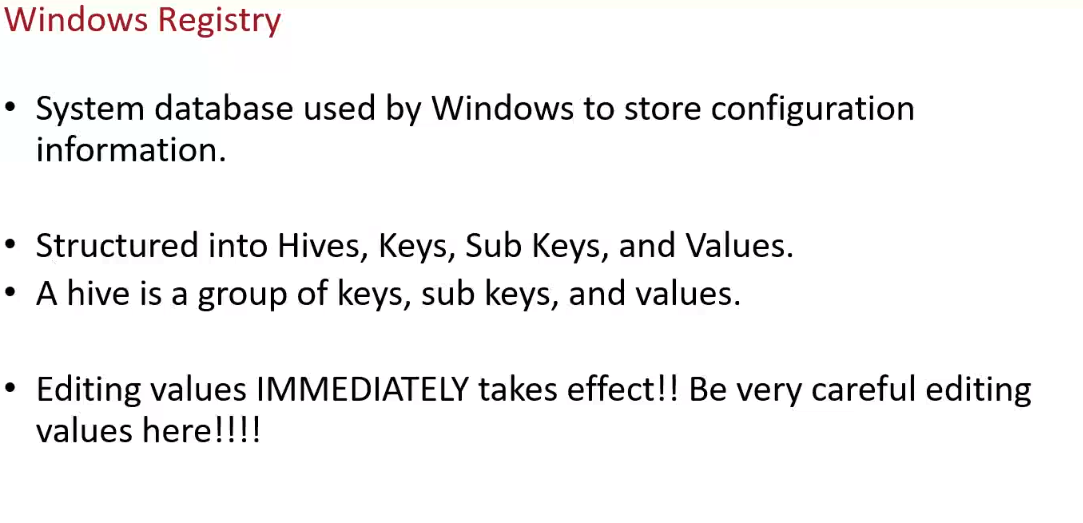 Windows Registry
• System database used by Windows to store configuration
information.
• Structured into Hives, Keys, Sub Keys, and Values.
• A hive is a group of keys, sub keys, and values.
• Editing values IMMEDIATELY takes effect!! Be very careful editing
values here!!!!